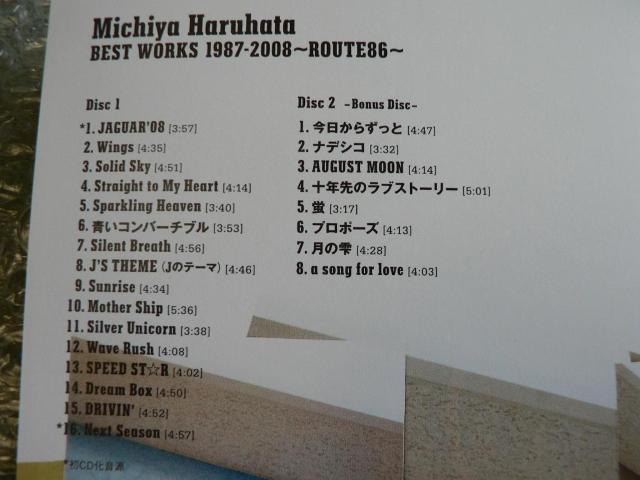 Michiya Haruhata
BEST WORKS 1987-2008～ROUTE86～
Disc 1
*1. JAGUAR'08 [3:57]
2. Wings [4:35]
3. Solid Sky [4:51]
4. Straight to My Heart [4:14]
5. Sparkling Heaven [3:40]
6. 青いコンバーチブル [3:53]
7. Silent Breath [4:56]
8. J'S THEME（Jのテーマ）[4:46]
9. Sunrise [4:34]
10. Mother Ship [5:36]
11. Silver Unicorn [3:38]
12. Wave Rush [4:08]
13. SPEED ST☆R [4:02]
14. Dream Box [4:50]
15. DRIVIN' [4:52]
*16. Next Season [4:57]
*初CD化音源
Disc 2 -Bonus Disc-
1. 今日からずっと [4:47]
2. ナデシコ [3:32]
3. AUGUST MOON [4:14]
4. 十年先のラブストーリー [5:01]
5. 蛍 [3:17]
6. プロポーズ [4:13]
7. 月の雫 [4:28]
8. a song for love [4:03]